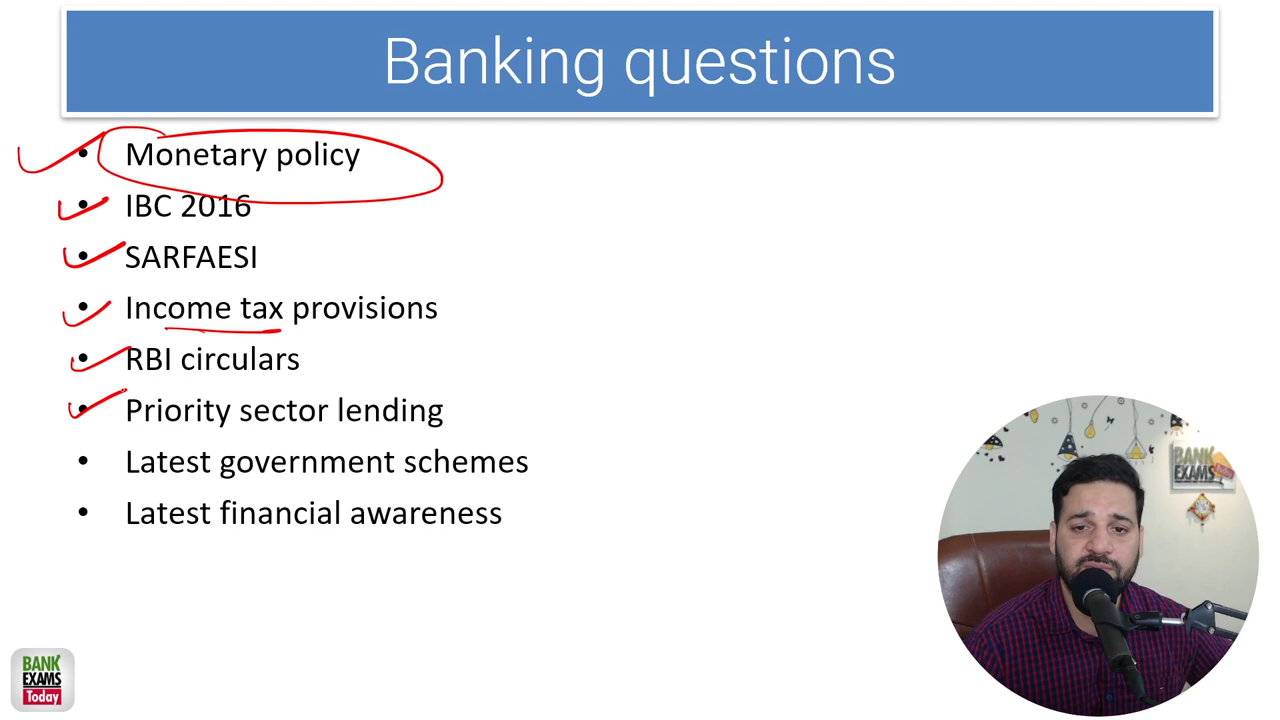 Banking questions
• Monetary policy
• IBC 2016
• SARFAESI
• Income tax provisions
• RBI circulars
• Priority sector lending
• Latest government schemes
• Latest financial awareness
BANK
EXAMS
BANK
EXAMS
Today